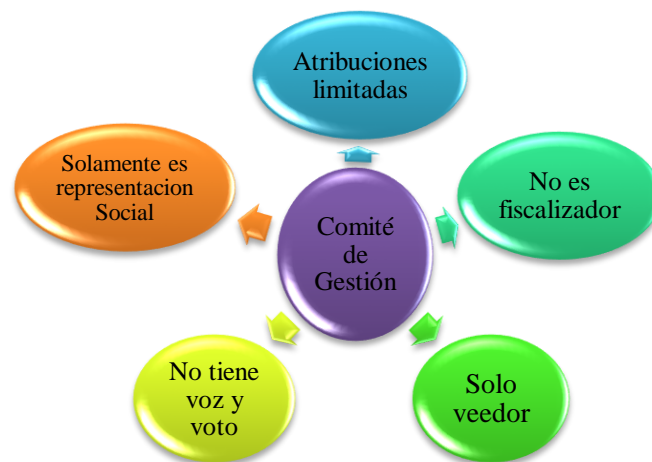 Atribuciones
limitadas
Solamente es
representacion
Social
No es
fiscalizador
Comité
de
Gestión
No tiene
voz y
voto
Solo
veedor